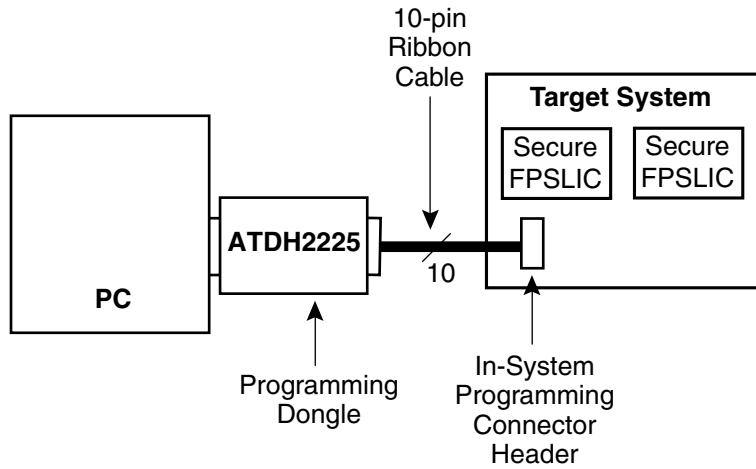 10-pin
Ribbon
Cable
Target System
Secure
FPSLIC
Secure
FPSLIC
ATDH2225
10
PC
Programming
Dongle
In-System
Programming
Connector
Header